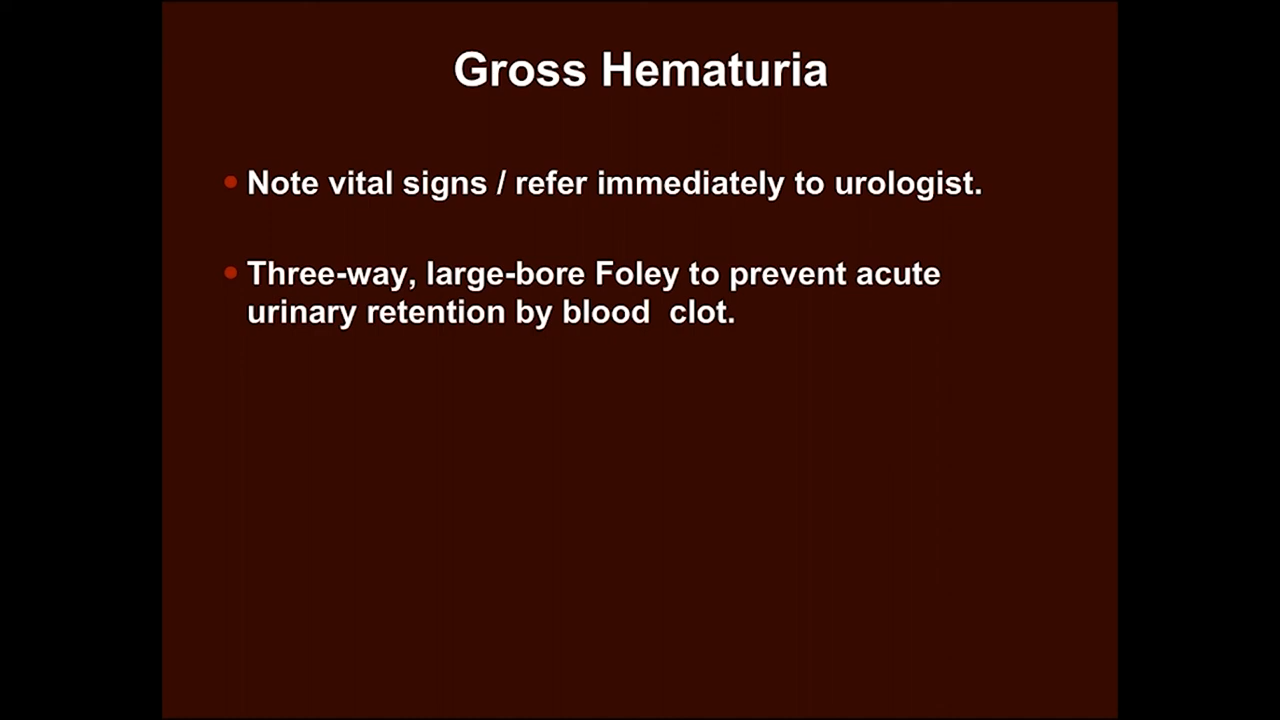 Gross Hematuria
• Note vital signs / refer immediately to urologist.
• Three-way, large-bore Foley to prevent acute
urinary retention by blood  clot.